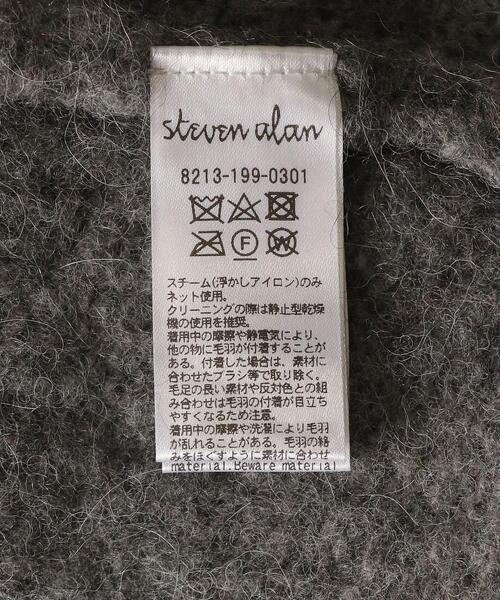 steven alan
8213-199-0301
F
W
スチーム(浮かしアイロン)のみ
ネット使用。
クリーニングの際は静止型乾燥
機の使用を推奨。
着用中の摩擦や静電気により、
他の物に毛羽が付着することが
ある。付着した場合は、素材に
合わせたブラシ等で取り除く。
毛足の長い素材や反対色との組
み合わせは毛羽の付着が目立ち
やすくなるため注意。
着用中の摩擦や洗濯により毛羽
が乱れることがある。毛羽の絡
みをほぐすように素材に合わせ
material.Beware material